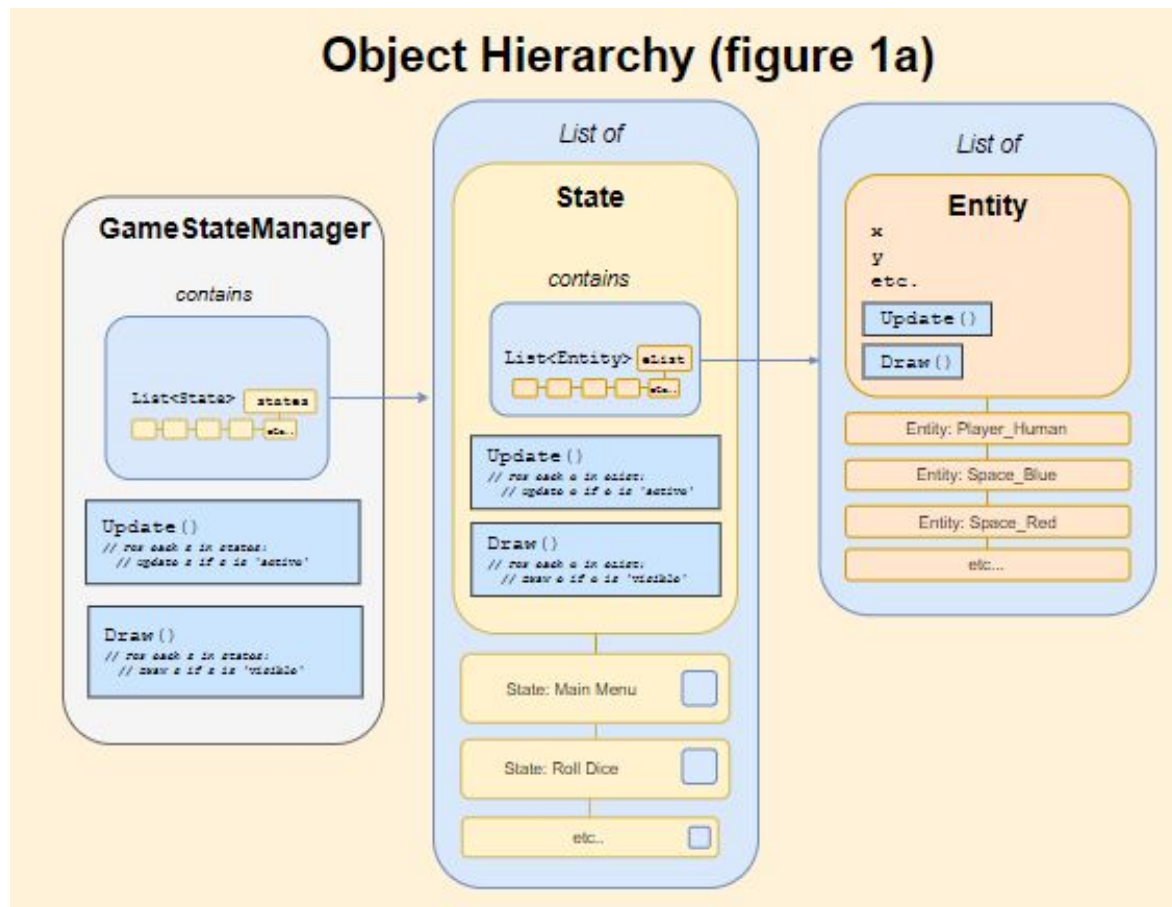 Object Hierarchy (figure 1a)
GameStateManager
contains
List<State> states
etc..
Update()
// for each s in states:
// update s if s is 'active'
Draw()
// for each s in states:
// draw s if s is 'visible'
List of
State
contains
List<Entity> eList
etc..
Update()
// for each e in elist:
// update e if e is 'active'
Draw()
// for each e in elist:
// draw e if e is 'visible'
State: Main Menu
State: Roll Dice
etc..
List of
Entity
x
y
etc.
Update()
Draw()
Entity: Player_Human
Entity: Space_Blue
Entity: Space_Red
etc...